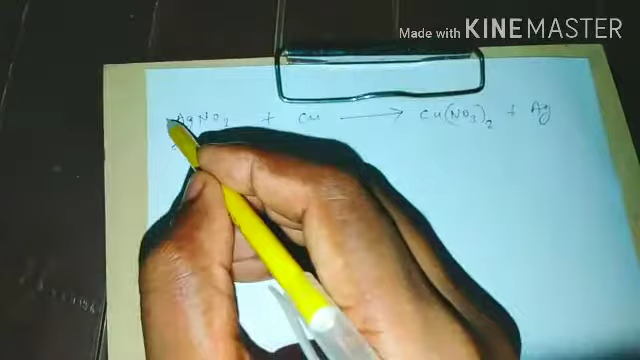 Made with KINEMASTER
AgNO3 + Cu ⟶ Cu(NO3)2 + Ag